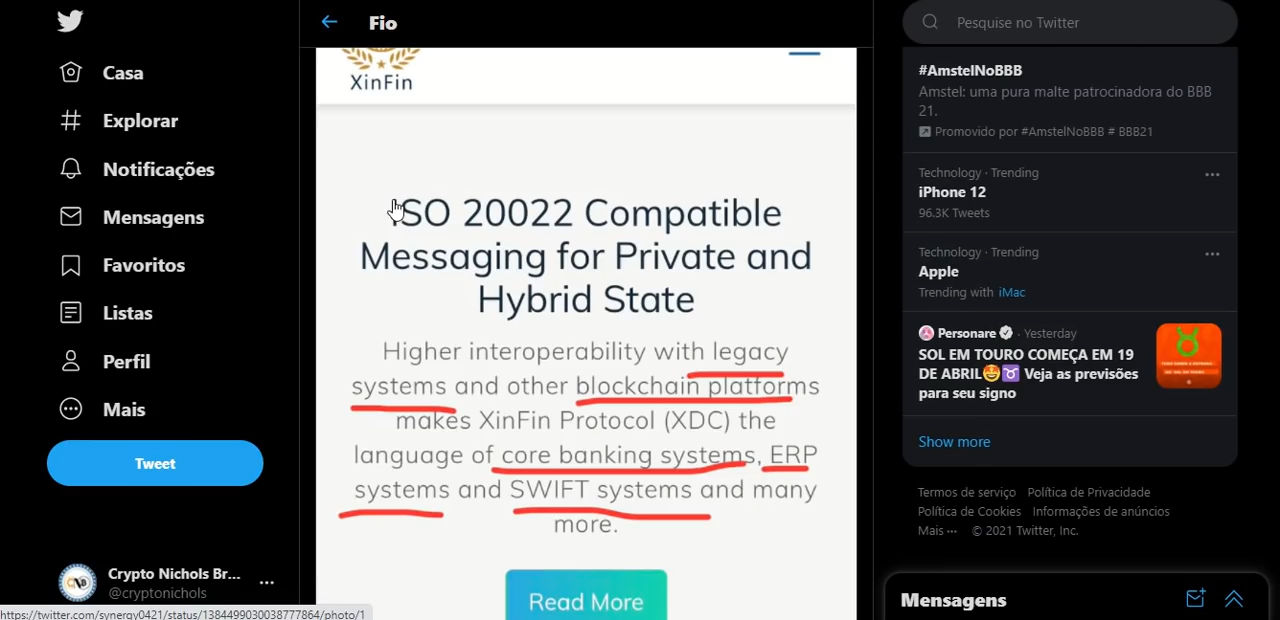 Casa
Explorar
Notificações
Mensagens
Favoritos
Listas
Perfil
Mais
Tweet
Crypto Nichols Br...
@cryptonichols
https://twitter.com/synergy0421/status/1384499030038777864/photo/1
Fio
XinFin
ISO 20022 Compatible
Messaging for Private and
Hybrid State
Higher interoperability with legacy
systems and other blockchain platforms
makes XinFin Protocol (XDC) the
language of core banking systems, ERP
systems and SWIFT systems and many
more.
Read More
Pesquise no Twitter
#AmstelNoBBB
Amstel: uma pura malte patrocinadora do BBB
21.
Promovido por #AmstelNoBBB # BBB21
Technology · Trending
iPhone 12
96.3K Tweets
Technology · Trending
Apple
Trending with iMac
Personare · Yesterday
SOL EM TOURO COMEÇA EM 19
DE ABRIL🤩♉ Veja as previsões
para seu signo
Show more
Termos de serviço Política de Privacidade
Política de Cookies Informações de anúncios
Mais ··· © 2021 Twitter, Inc.
Mensagens